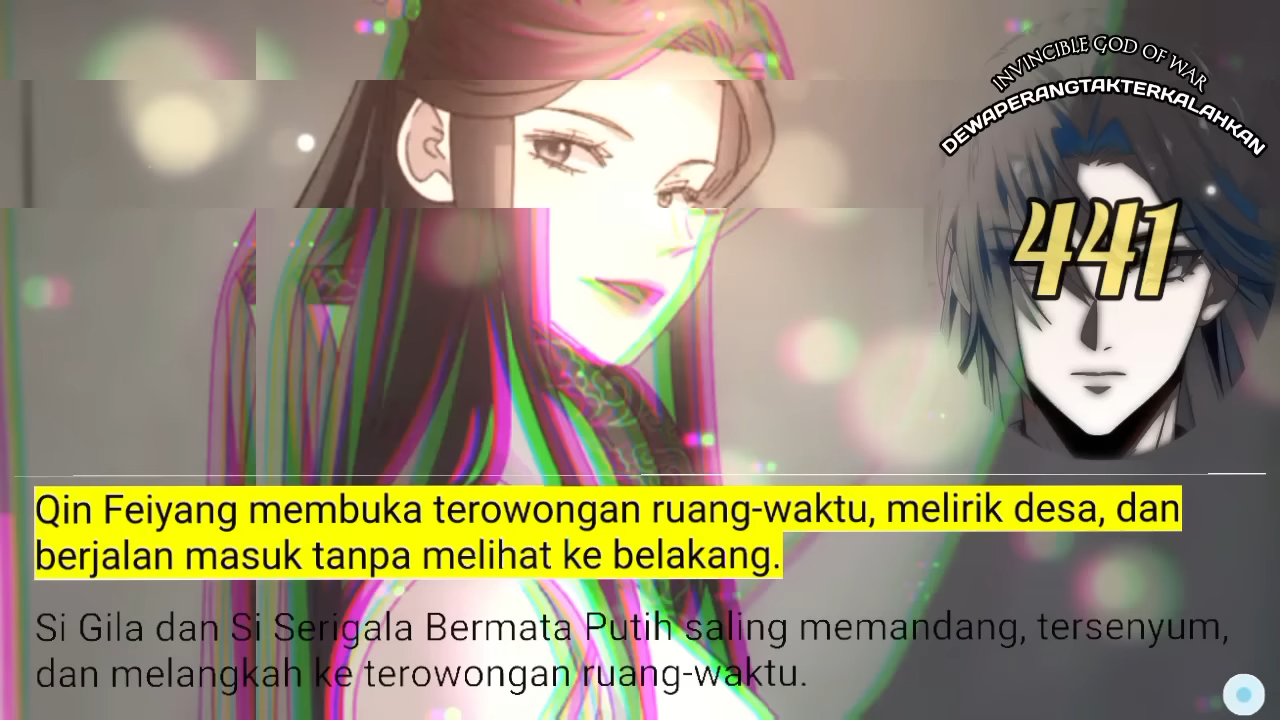 INVINCIBLE GOD OF WAR
DEWAPERANGTAKTERKALAHKAN
441
Qin Feiyang membuka terowongan ruang-waktu, melirik desa, dan
berjalan masuk tanpa melihat ke belakang.
Si Gila dan Si Serigala Bermata Putih saling memandang, tersenyum,
dan melangkah ke terowongan ruang-waktu.